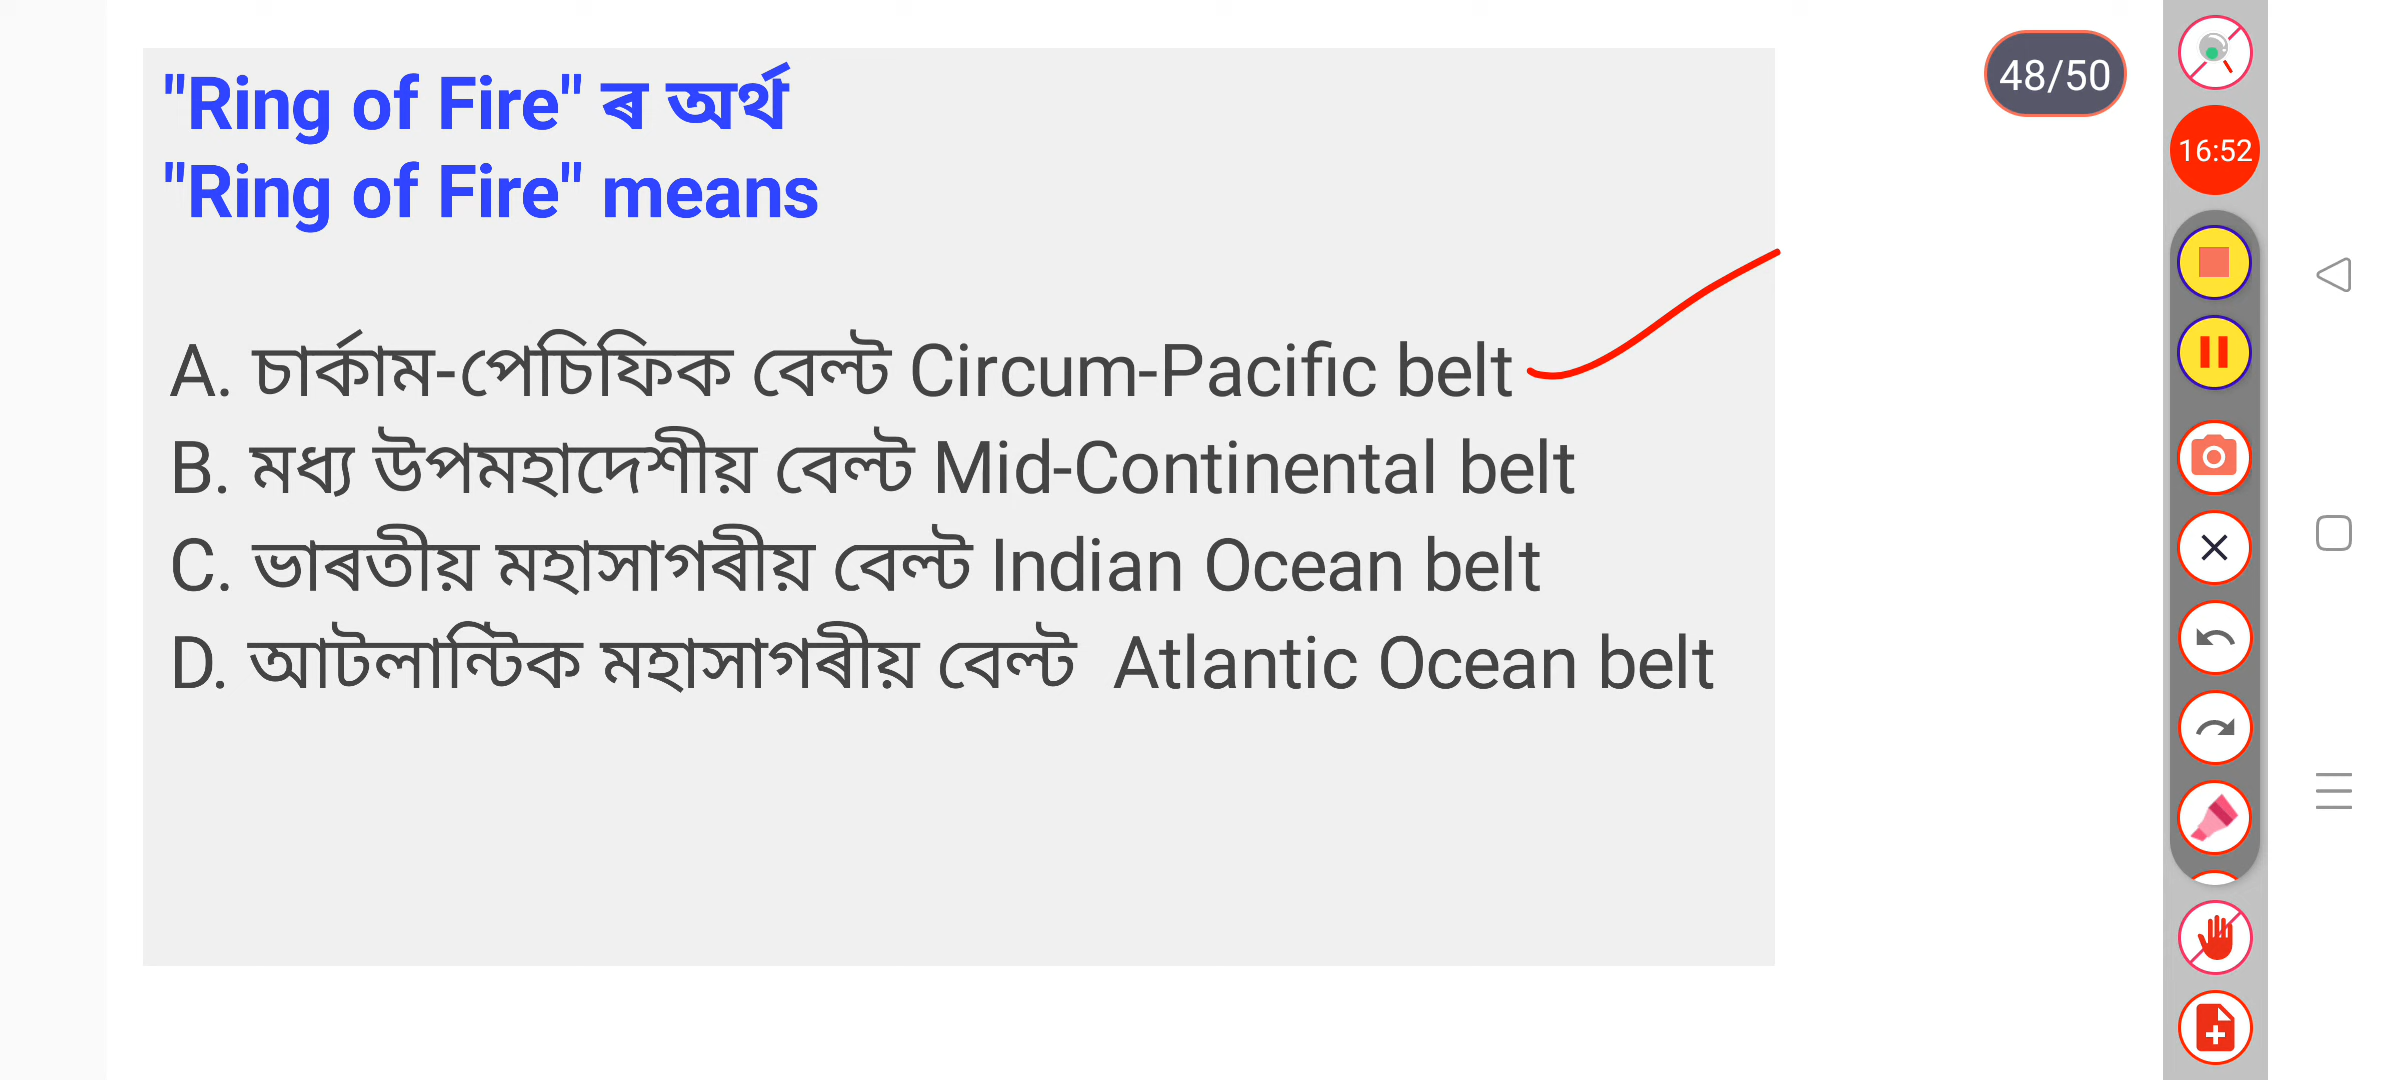 "Ring of Fire" ৰ অৰ্থ
"Ring of Fire" means
A. চাৰ্কাম-পেচিফিক বেল্ট Circum-Pacific belt
B. মধ্য উপমহাদেশীয় বেল্ট Mid-Continental belt
C. ভাৰতীয় মহাসাগৰীয় বেল্ট Indian Ocean belt
D. আটলান্টিক মহাসাগৰীয় বেল্ট Atlantic Ocean belt
48/50
16:52